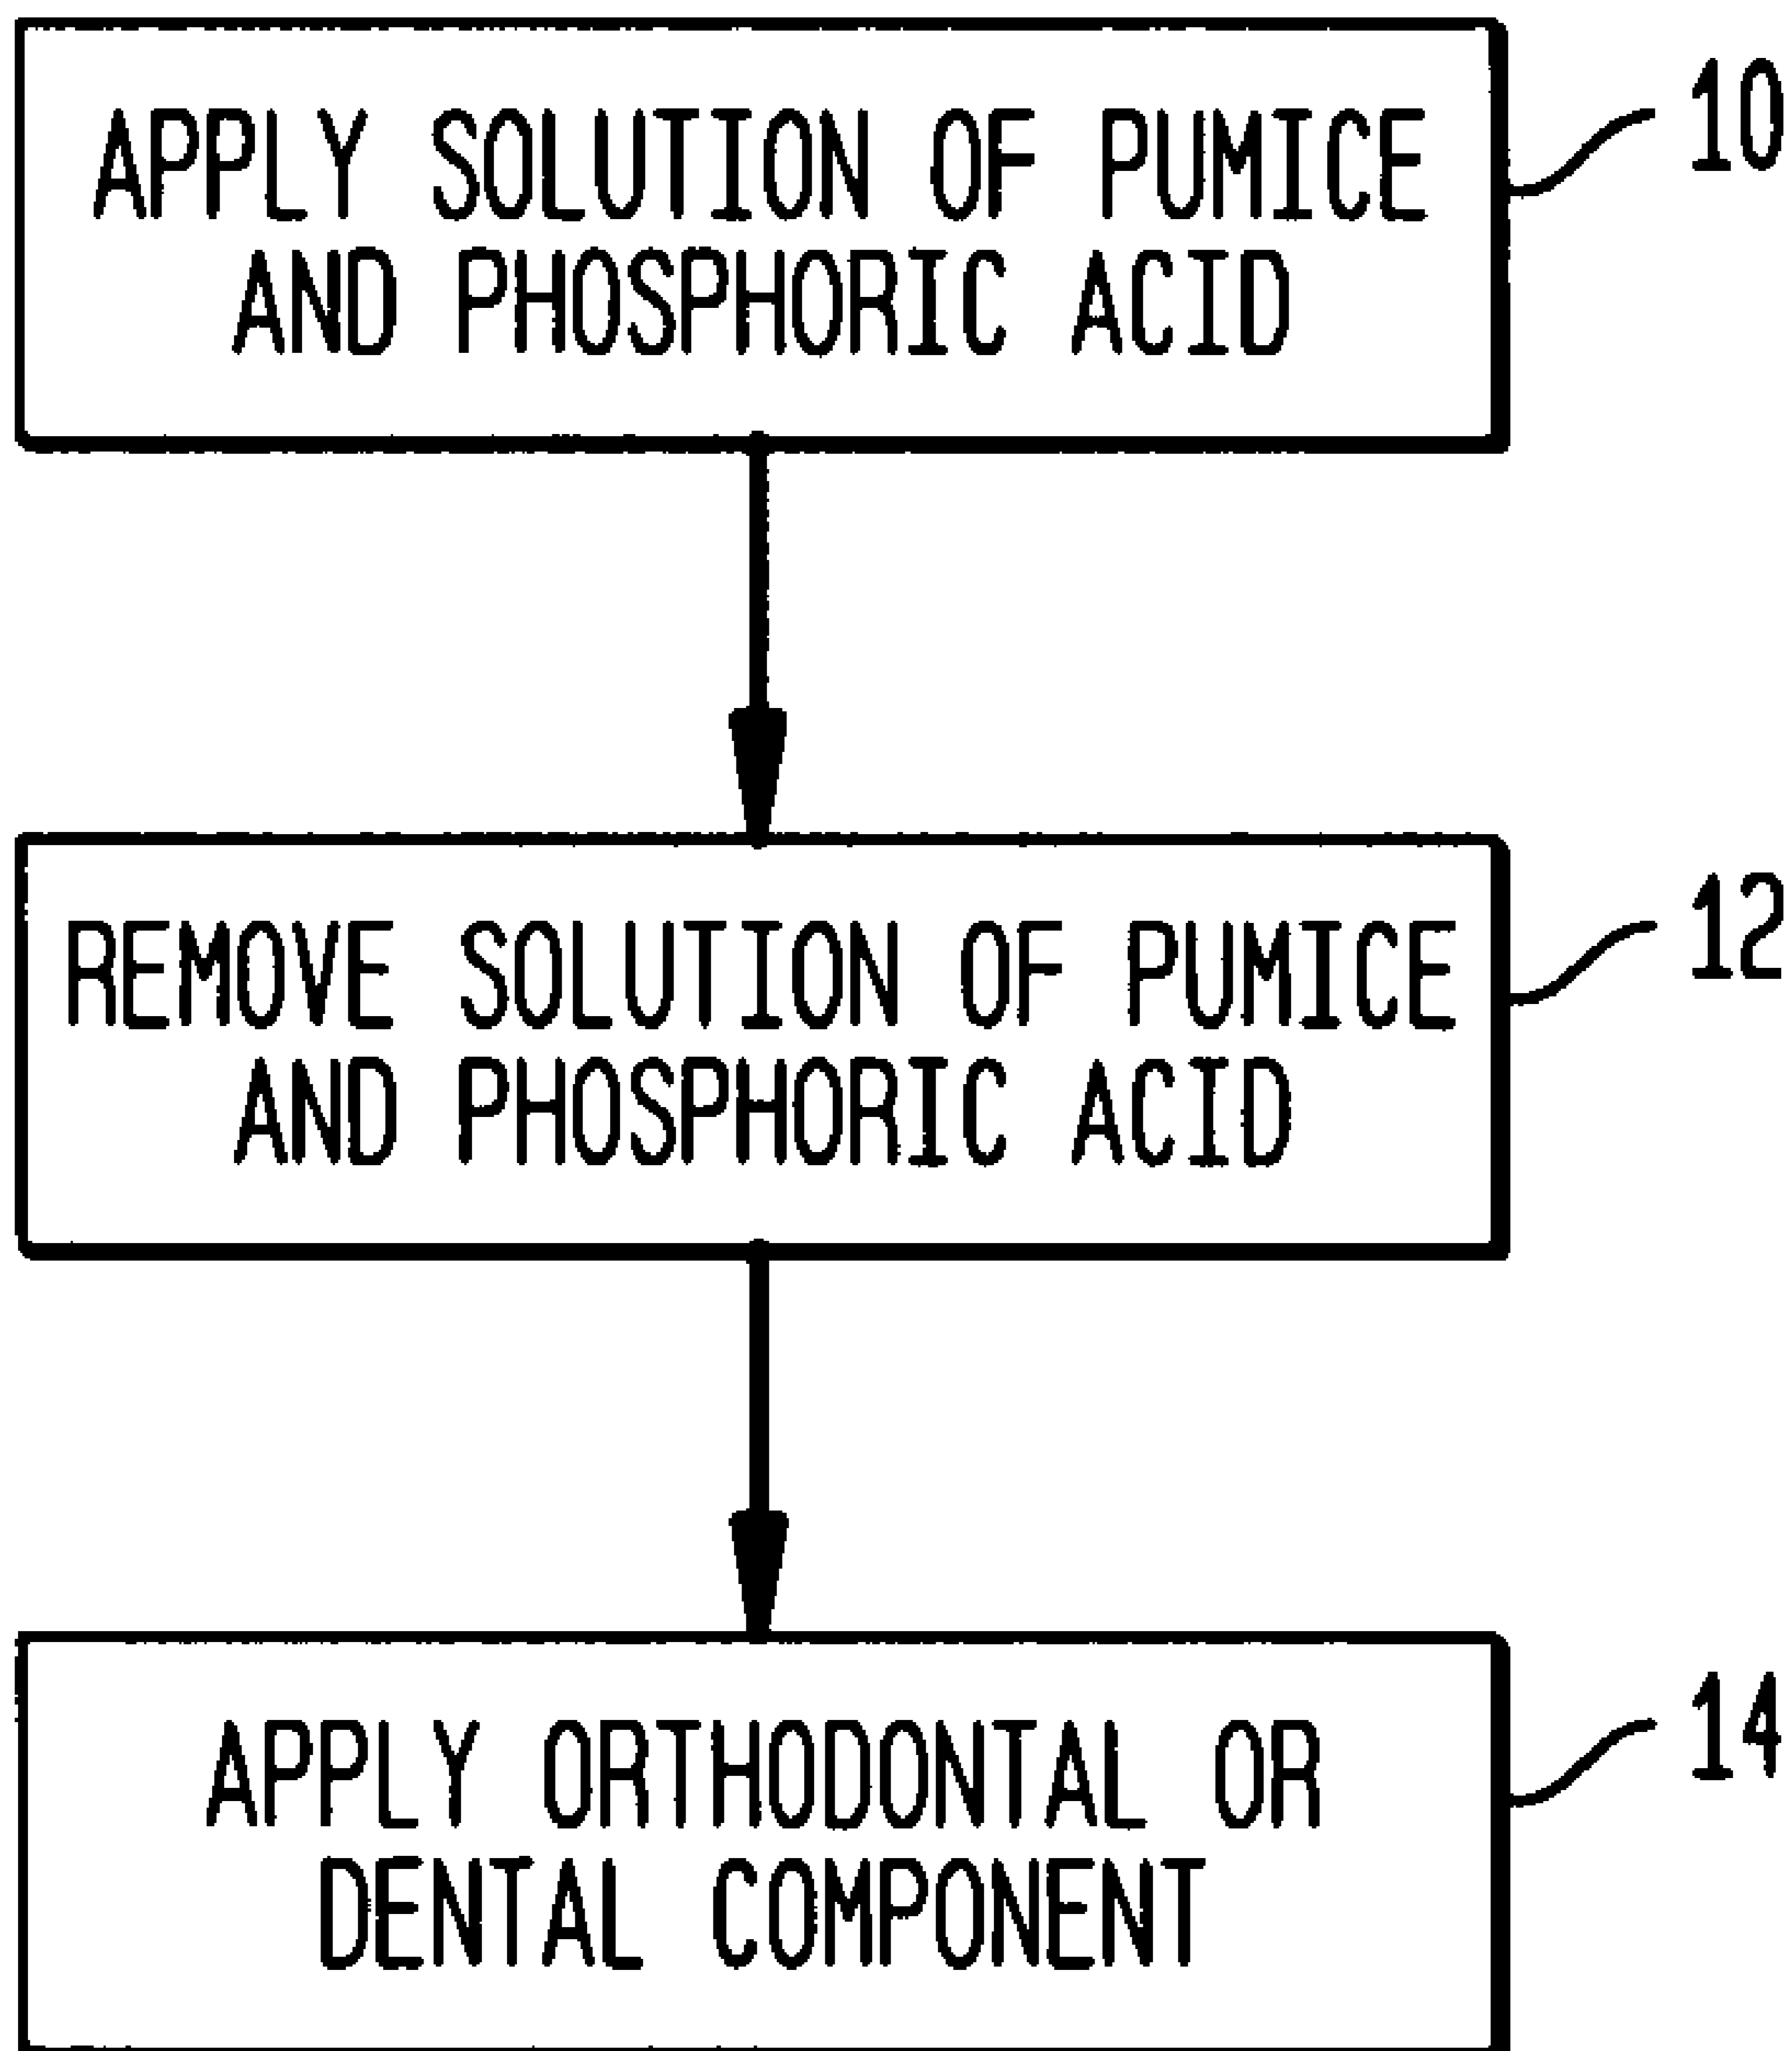 APPLY SOLUTION OF PUMICE
AND PHOSPHORIC ACID
10
REMOVE SOLUTION OF PUMICE
AND PHOSPHORIC ACID
12
APPLY ORTHODONTAL OR
DENTAL COMPONENT
14